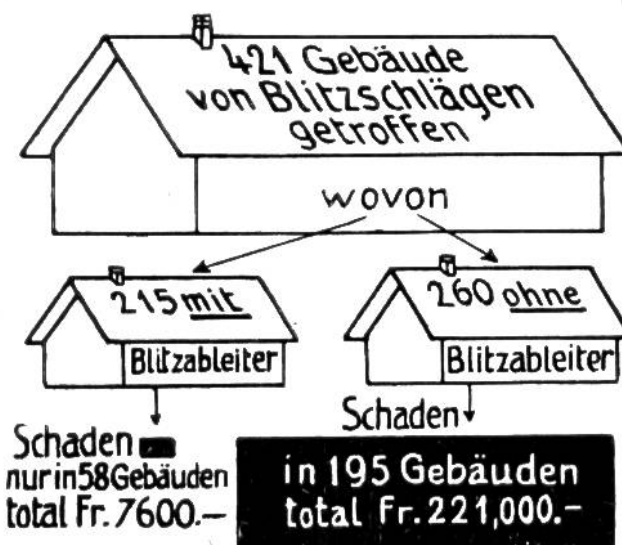 421 Gebäude
von Blitzschlägen
getroffen
wovon
215 mit
Blitzableiter
260 ohne
Blitzableiter
Schaden
nur in 58 Gebäuden
total Fr. 7600.–
Schaden
in 195 Gebäuden
total Fr. 221,000.–